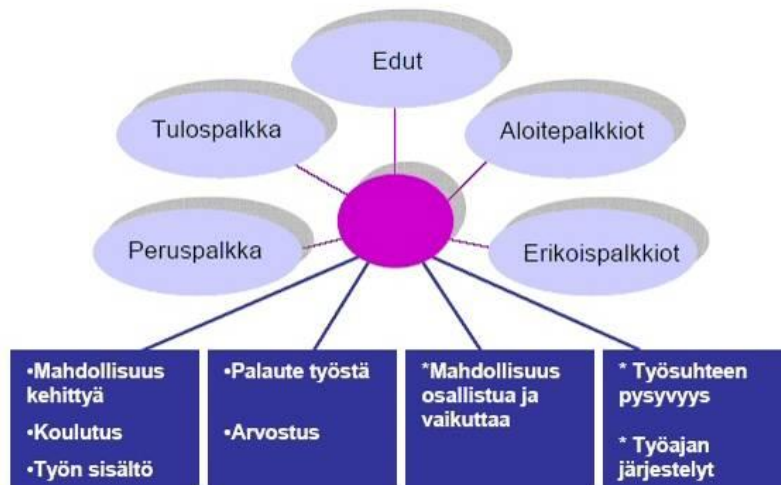 Edut
Tulospalkka
Aloitepalkkiot
Peruspalkka
Erikoispalkkiot
•Mahdollisuus
kehittyä
•Koulutus
•Työn sisältö
•Palaute työstä
•Arvostus
*Mahdollisuus
osallistua ja
vaikuttaa
* Työsuhteen
pysyvyys
* Työajan
järjestelyt